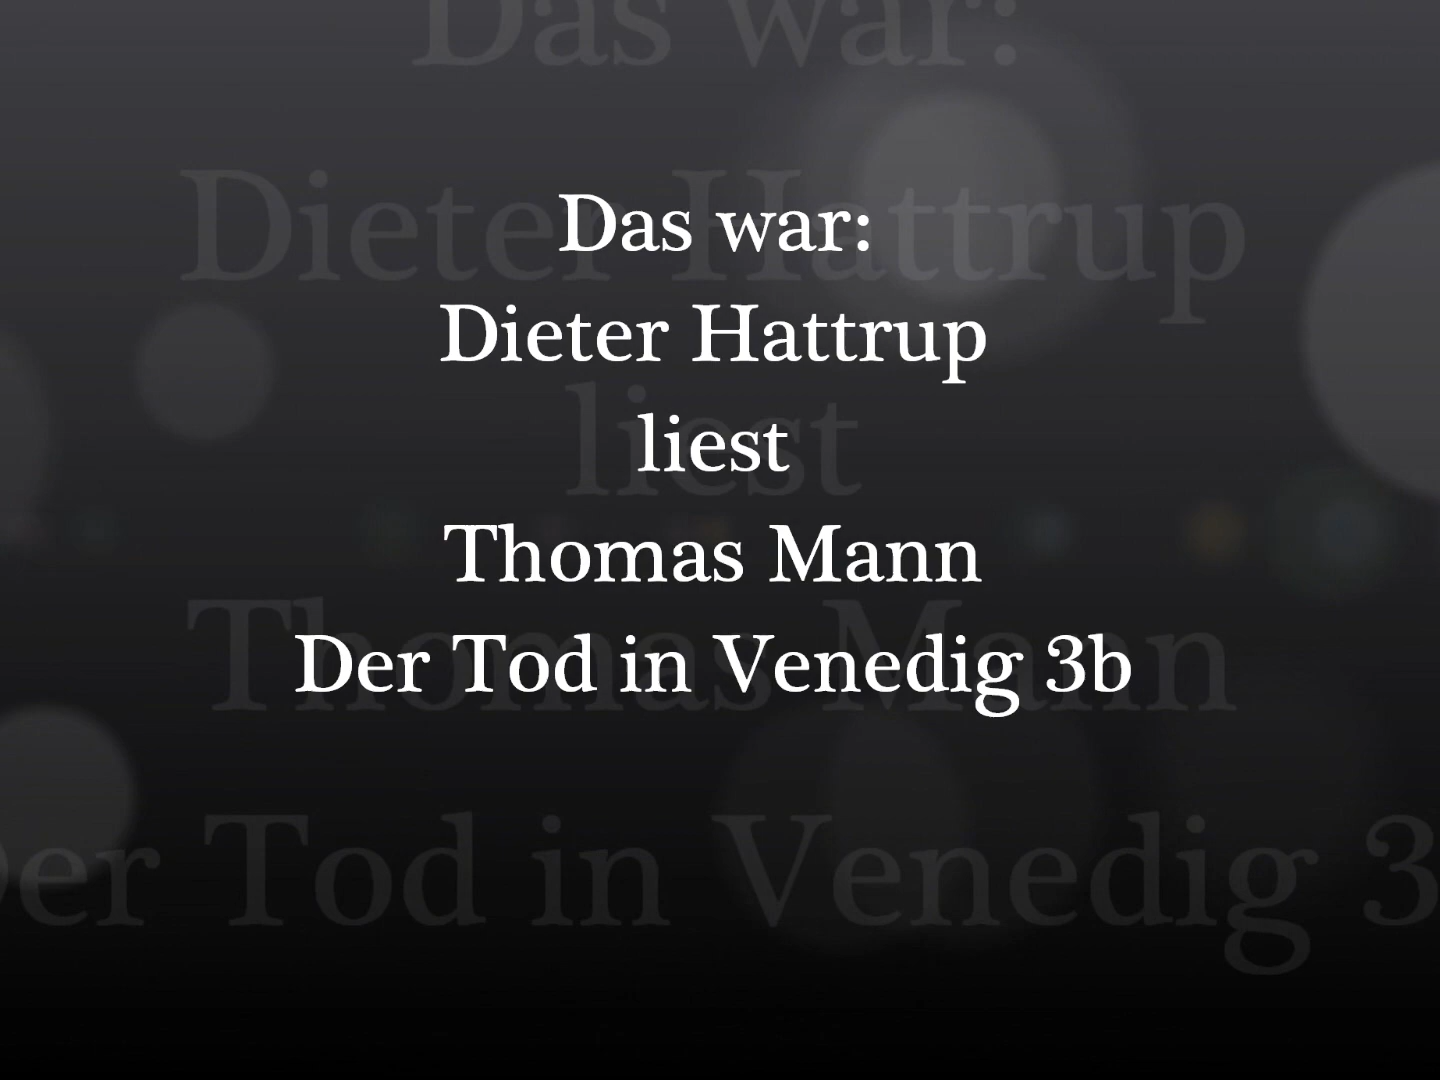 Das war:
Dieter Hattrup
liest
Thomas Mann
Der Tod in Venedig 3b